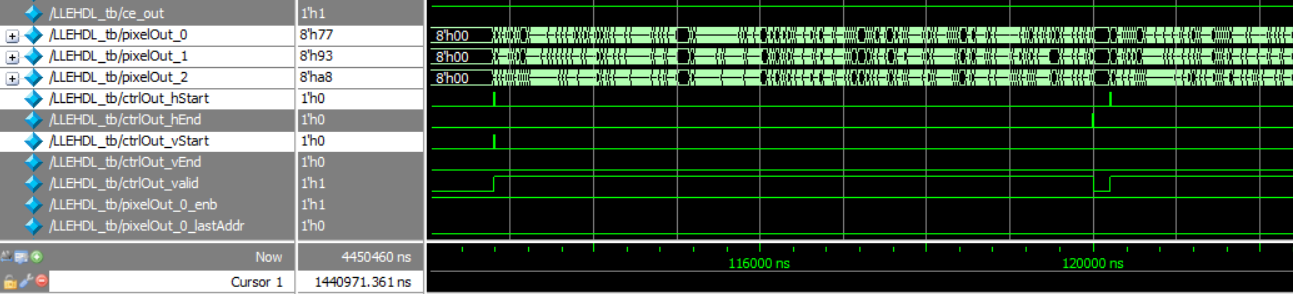 /LLEHDL_tb/ce_out 1'h1
/LLEHDL_tb/pixelOut_0 8'h77 8'h00
/LLEHDL_tb/pixelOut_1 8'h93 8'h00
/LLEHDL_tb/pixelOut_2 8'ha8 8'h00
/LLEHDL_tb/ctrlOut_hStart 1'h0
/LLEHDL_tb/ctrlOut_hEnd 1'h0
/LLEHDL_tb/ctrlOut_vStart 1'h0
/LLEHDL_tb/ctrlOut_vEnd 1'h0
/LLEHDL_tb/ctrlOut_valid 1'h1
/LLEHDL_tb/pixel_0_enb 1'h1
/LLEHDL_tb/pixelOut_0_lastAddr 1'h0
Now 4450460 ns 116000 ns 120000 ns
Cursor 1 1440971.361 ns